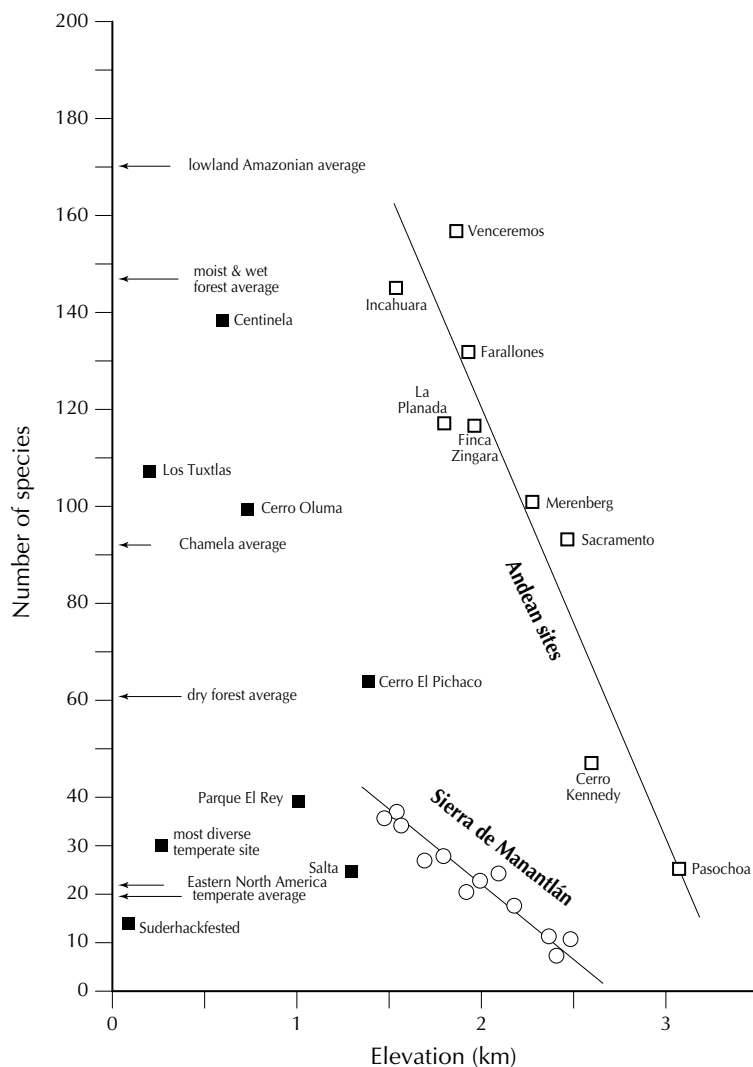 200
180
lowland Amazonian average
160
Venceremos
moist & wet
forest average
Incahuara
140
Centinela
Farallones
La
Planada
120
Finca
Zingara
Los Tuxtlas
Merenberg
100
Cerro Oluma
Sacramento
Chamela average
Number of species
80
Andean sites
Cerro El Pichaco
dry forest average
60
Cerro
Kennedy
40
Parque El Rey
Sierra de Manantlán
30
most diverse
temperate site
Salta
Pasochoa
Eastern North America
20
temperate average
Suderhackfested
10
0
0
1
2
3
Elevation (km)